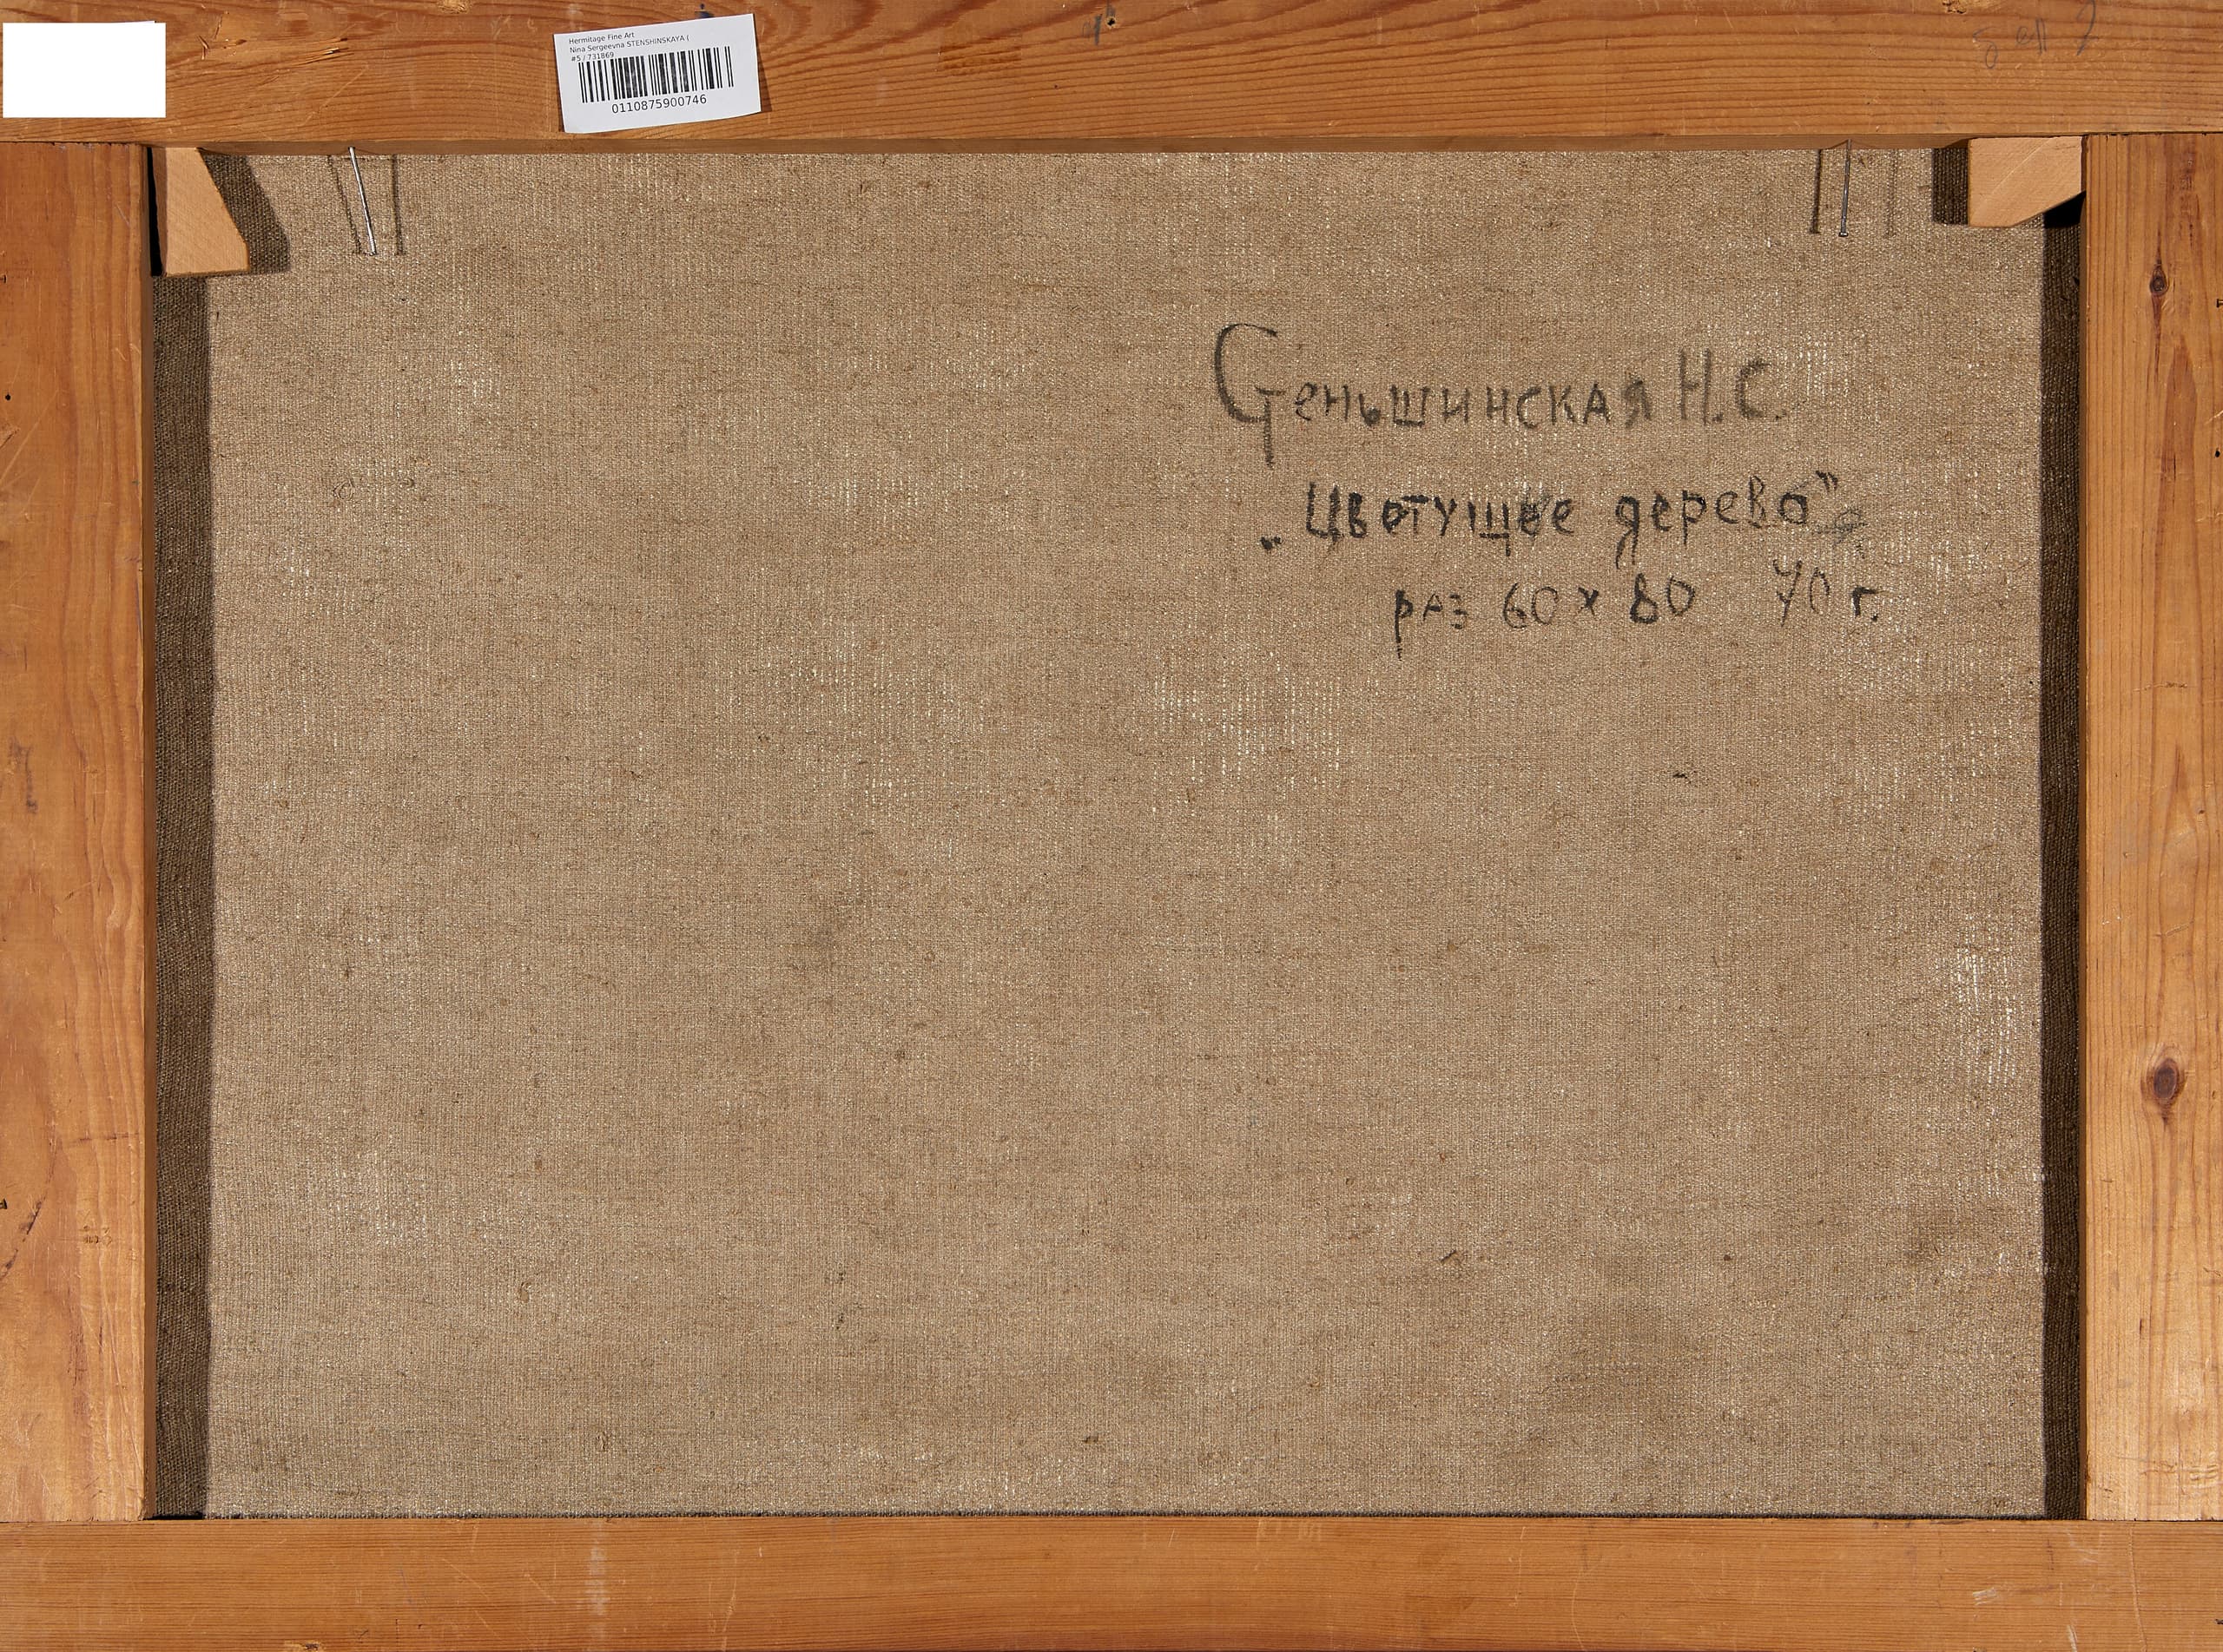 Hermitage Fine Art
Nina Sergeevna STENSHINSKAYA (
#5 / 731869
0110875900746
Стеньшинская Н.С.
„Цветущее дерево"
раз 60 х 80 70 г.